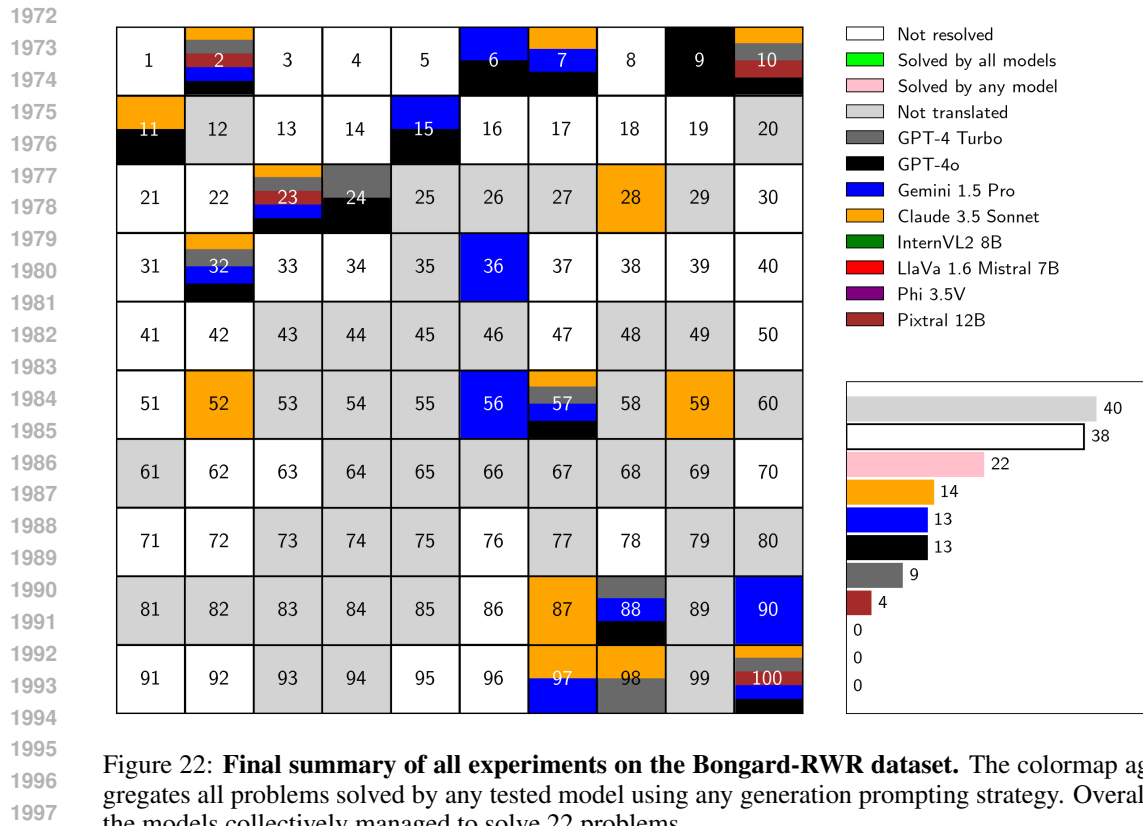 1972
1973
1974
1975
1976
1977
1978
1979
1980
1981
1982
1983
1984
1985
1986
1987
1988
1989
1990
1991
1992
1993
1994
1995
1996
1997
1 2 3 4 5 6 7 8 9 10
11 12 13 14 15 16 17 18 19 20
21 22 23 24 25 26 27 28 29 30
31 32 33 34 35 36 37 38 39 40
41 42 43 44 45 46 47 48 49 50
51 52 53 54 55 56 57 58 59 60
61 62 63 64 65 66 67 68 69 70
71 72 73 74 75 76 77 78 79 80
81 82 83 84 85 86 87 88 89 90
91 92 93 94 95 96 97 98 99 100
Not resolved
Solved by all models
Solved by any model
Not translated
GPT-4 Turbo
GPT-4o
Gemini 1.5 Pro
Claude 3.5 Sonnet
InternVL2 8B
LlaVa 1.6 Mistral 7B
Phi 3.5V
Pixtral 12B
40
38
22
14
13
13
9
4
0
0
0
Figure 22: Final summary of all experiments on the Bongard-RWR dataset. The colormap ag-
gregates all problems solved by any tested model using any generation prompting strategy. Overall
the models collectively managed to solve 22 problems